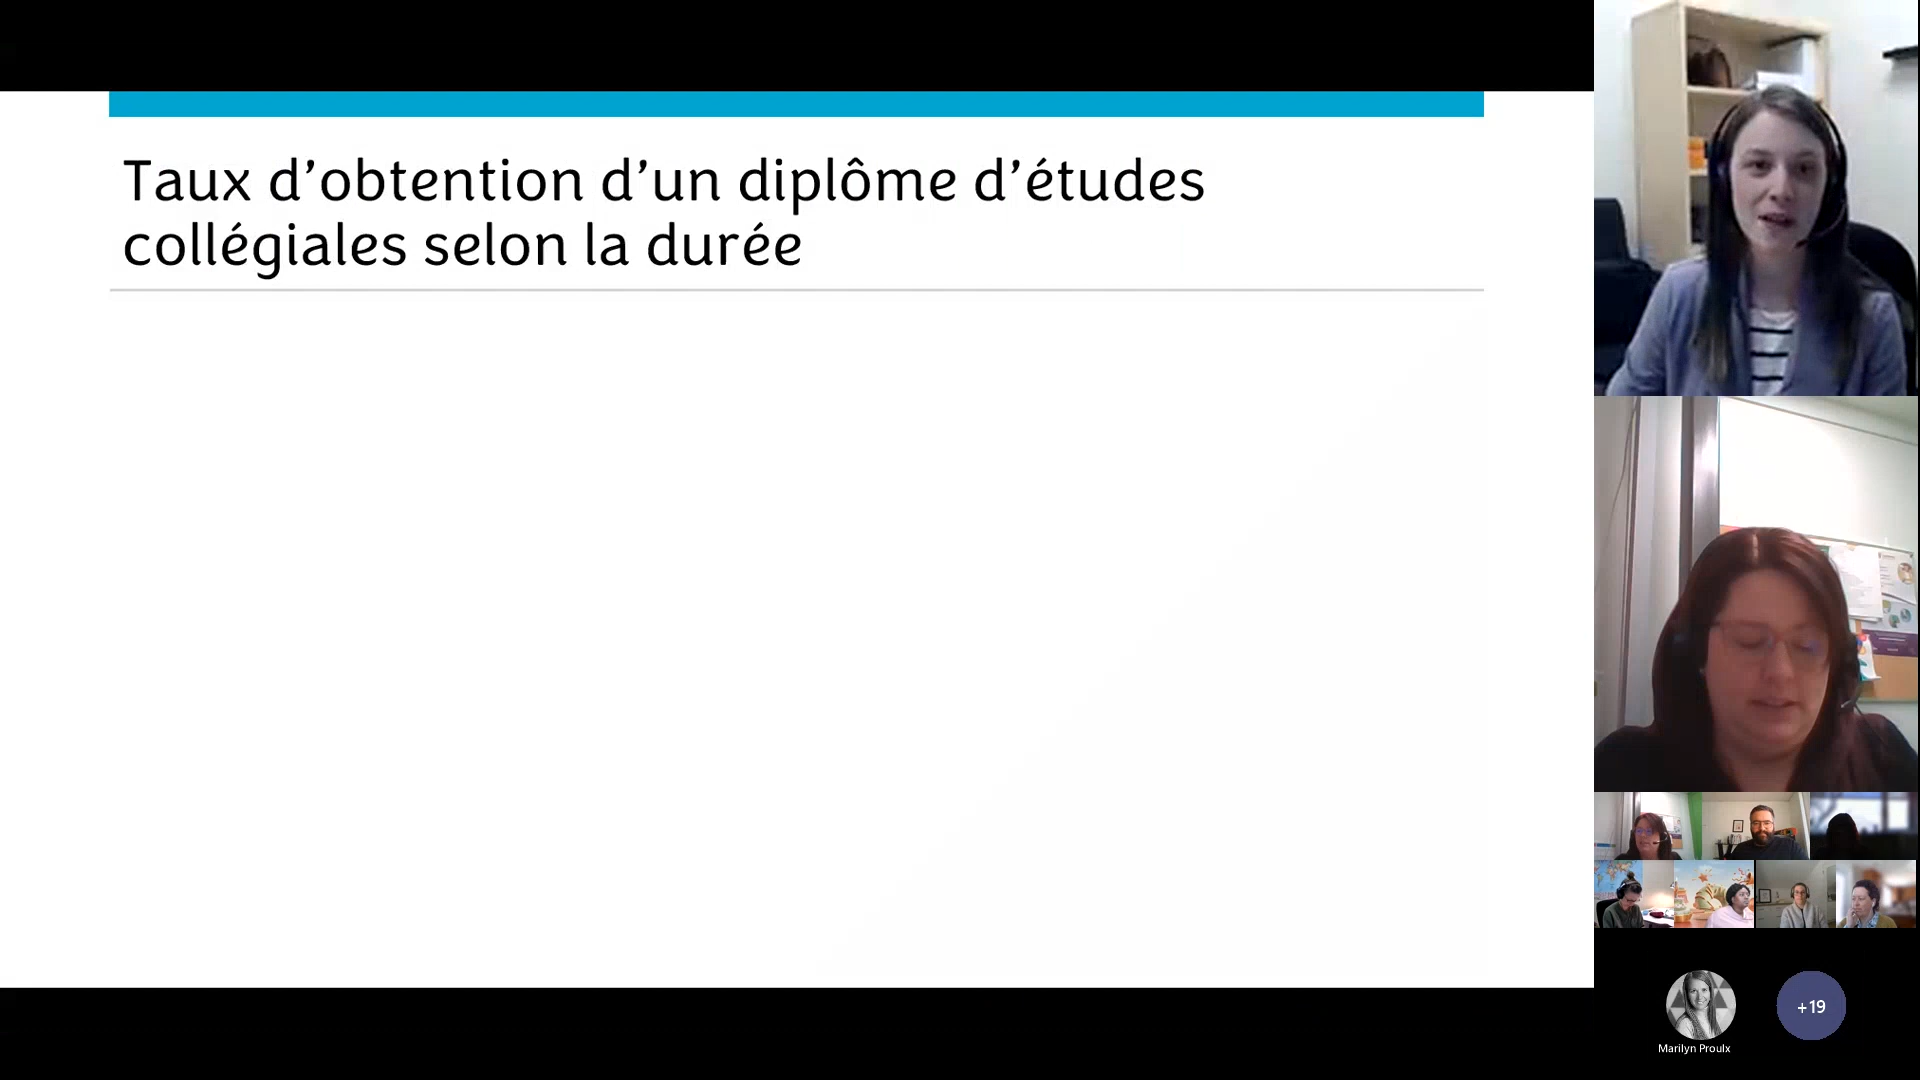 Taux d’obtention d’un diplôme d’études
collégiales selon la durée
+19
Marilyn Proulx